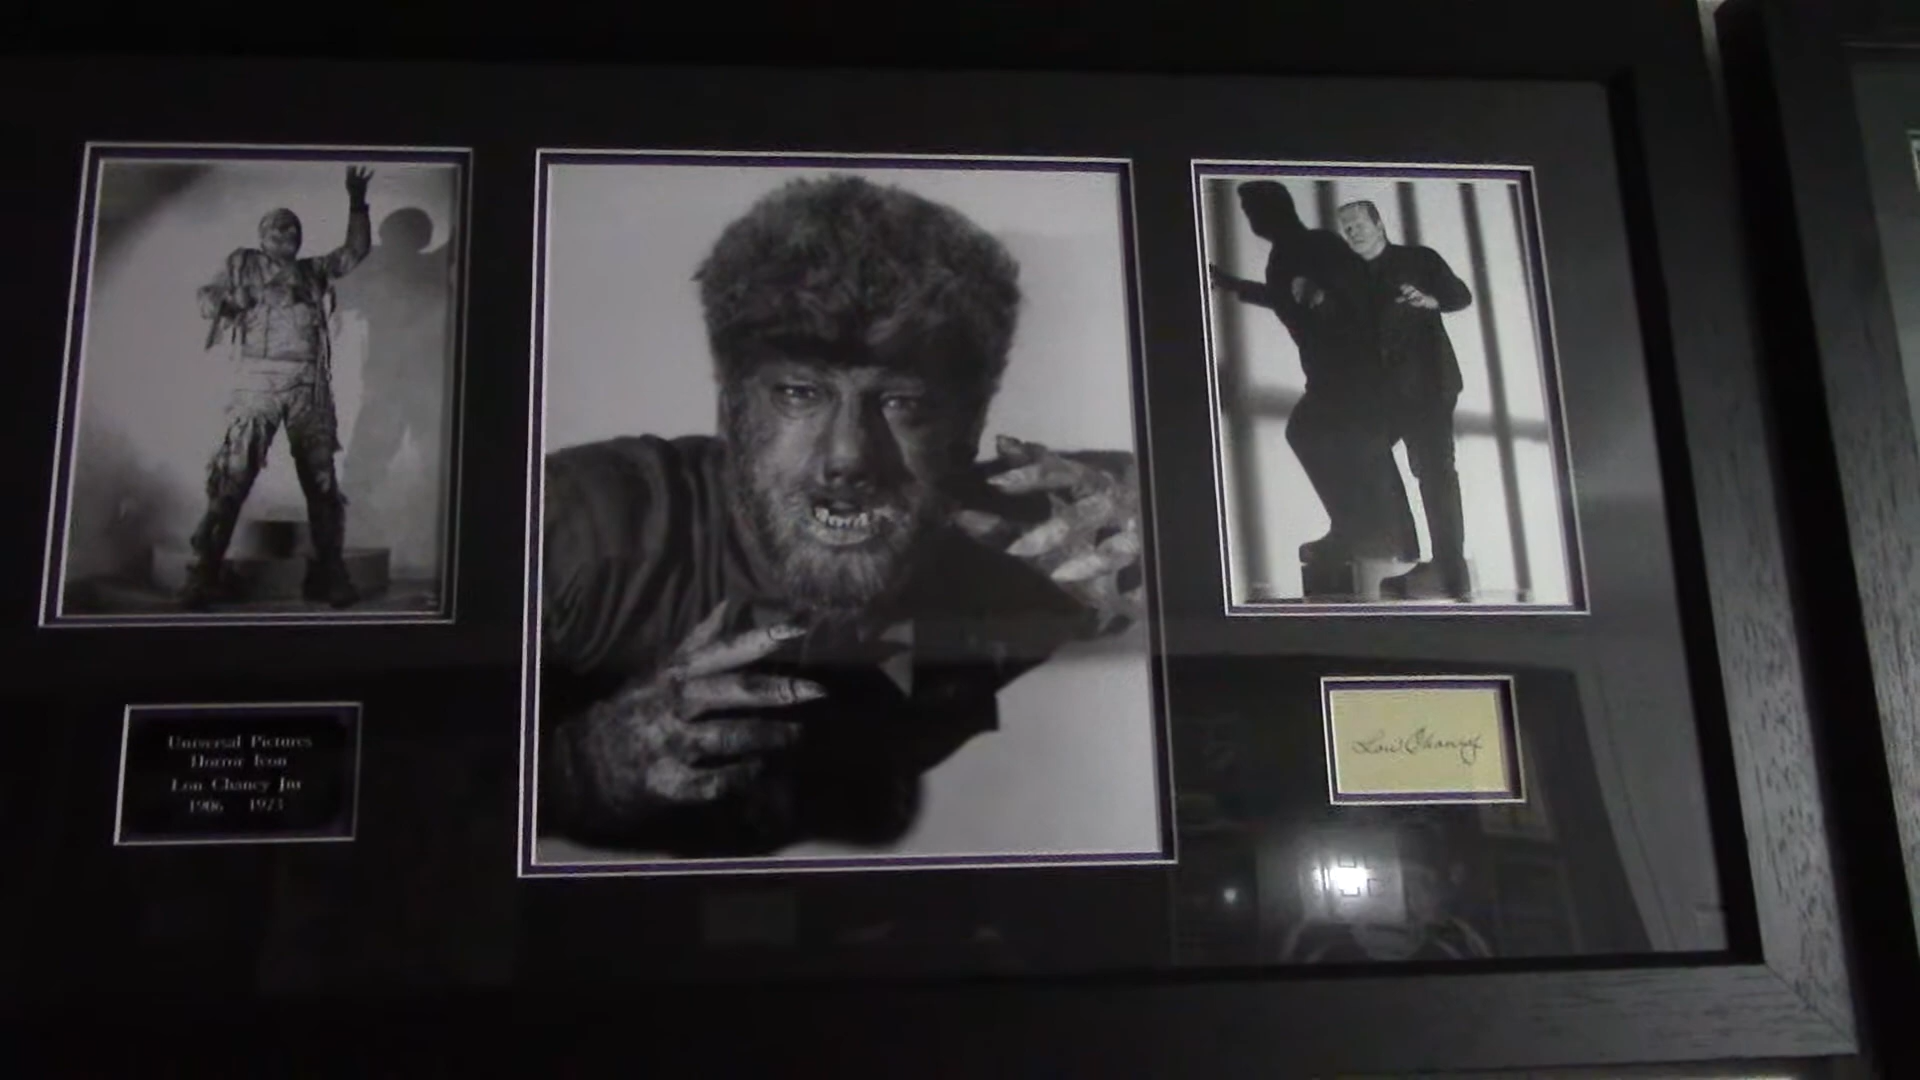 Universal Pictures
Horror Icon
Lon Chaney Jnr
1906 1973
Lon Chaney